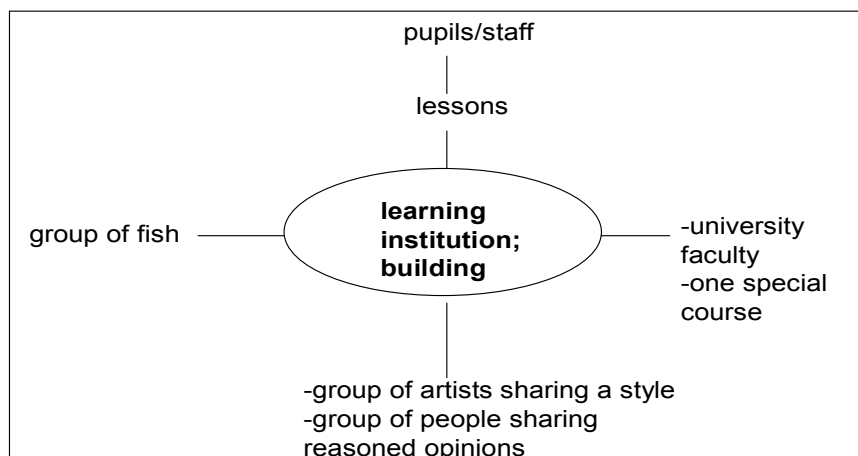 pupils/staff
lessons
group of fish
learning
institution;
building
-university
faculty
-one special
course
-group of artists sharing a style
-group of people sharing
reasoned opinions